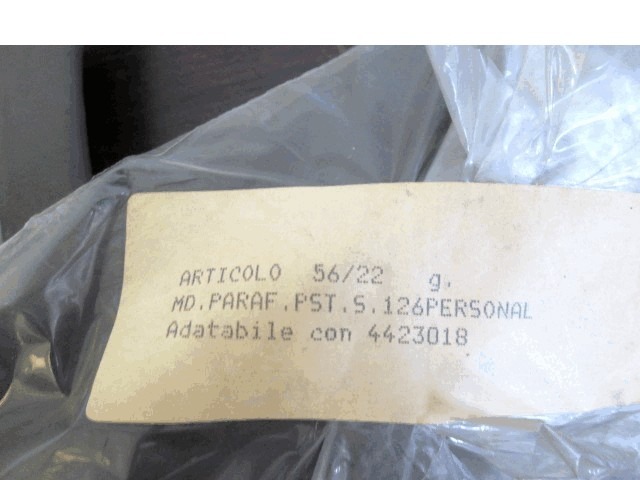 ARTICOLO 56/22 g.
MD.PARAF.PST.S.126PERSONAL
Adatabile con 4423018